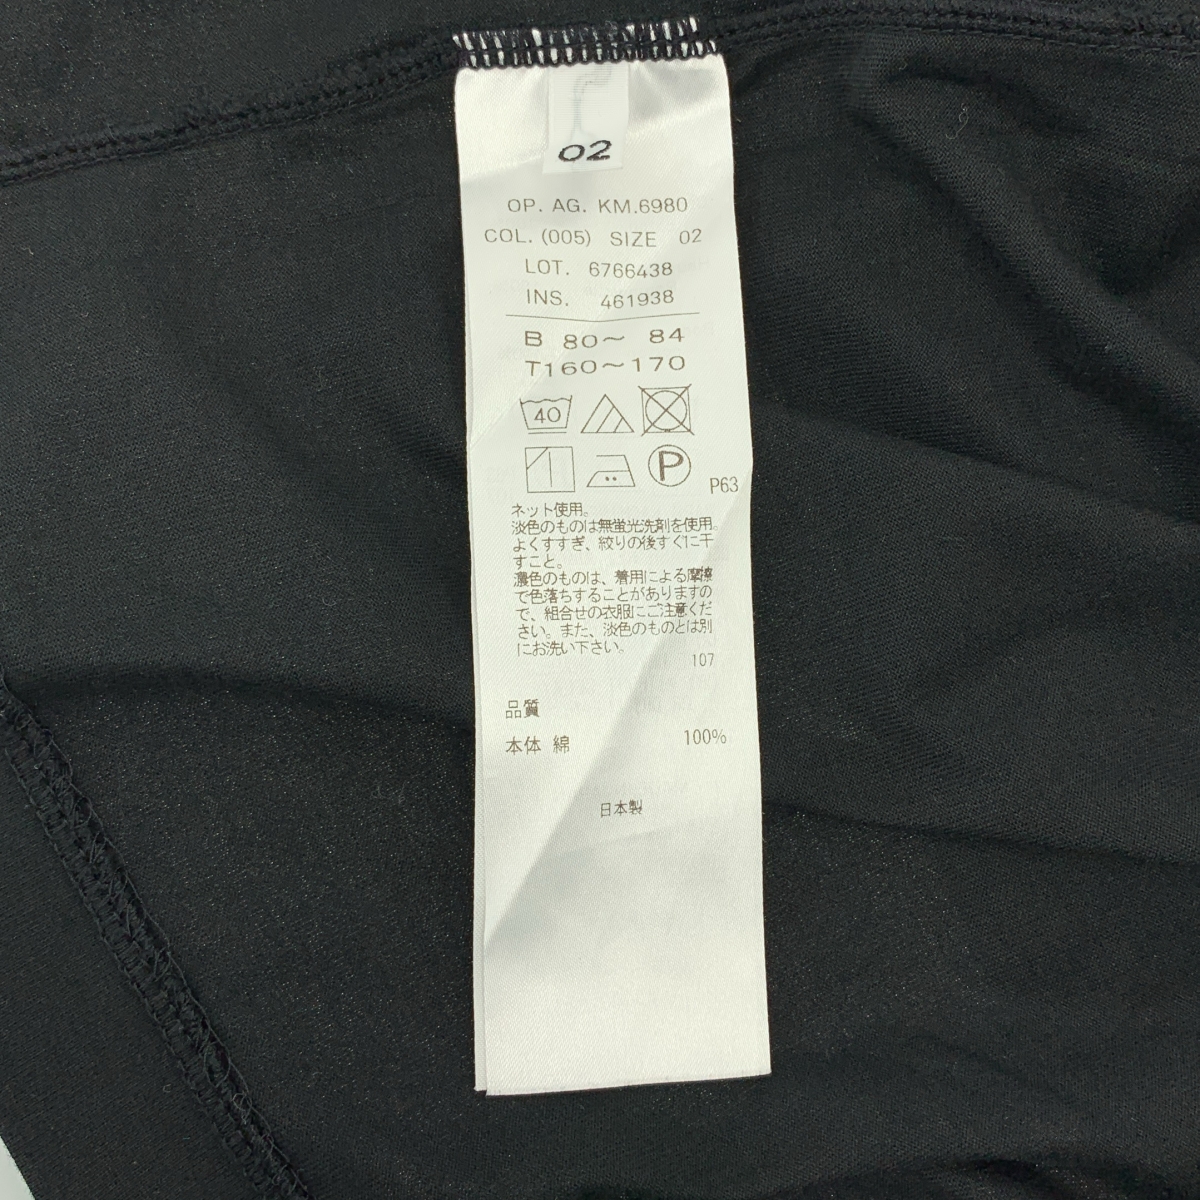 02
OP. AG. KM.6980
COL. (005) SIZE 02
LOT. 6766438
INS. 461938
B 80～ 84
T160～170
40
P
P63
ネット使用。
淡色のものは無蛍光洗剤を使用。
よくすすぎ、絞りの後すぐに干
すこと。
濃色のものは、着用による摩擦
で色落ちすることがありますの
で、組合せの衣服にご注意くだ
さい。また、淡色のものとは別
にお洗い下さい。
107
品質
本体 綿 100%
日本製